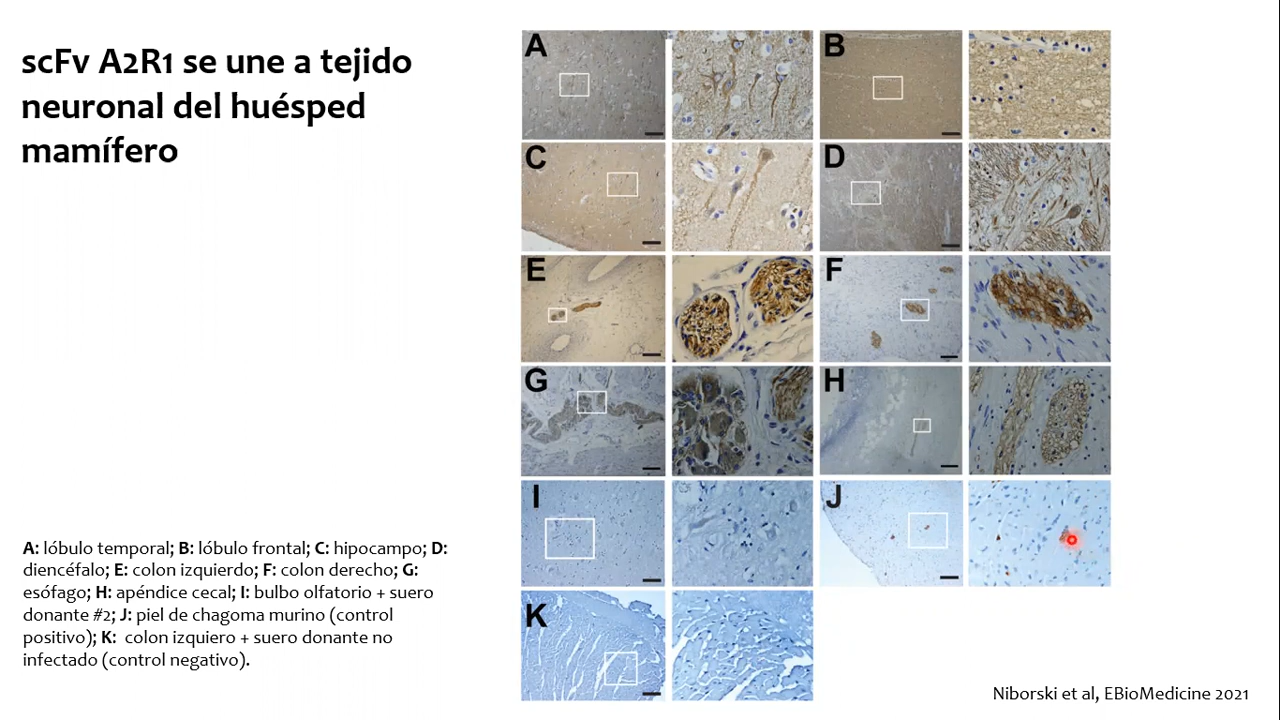 scFv A2R1 se une a tejido
neuronal del huésped
mamífero
A
B
C
D
E
F
G
H
I
J
K
A: lóbulo temporal; B: lóbulo frontal; C: hipocampo; D:
diencéfalo; E: colon izquierdo; F: colon derecho; G:
esófago; H: apéndice cecal; I: bulbo olfatorio + suero
donante #2; J: piel de chagoma murino (control
positivo); K: colon izquiero + suero donante no
infectado (control negativo).
Niborski et al, EBioMedicine 2021